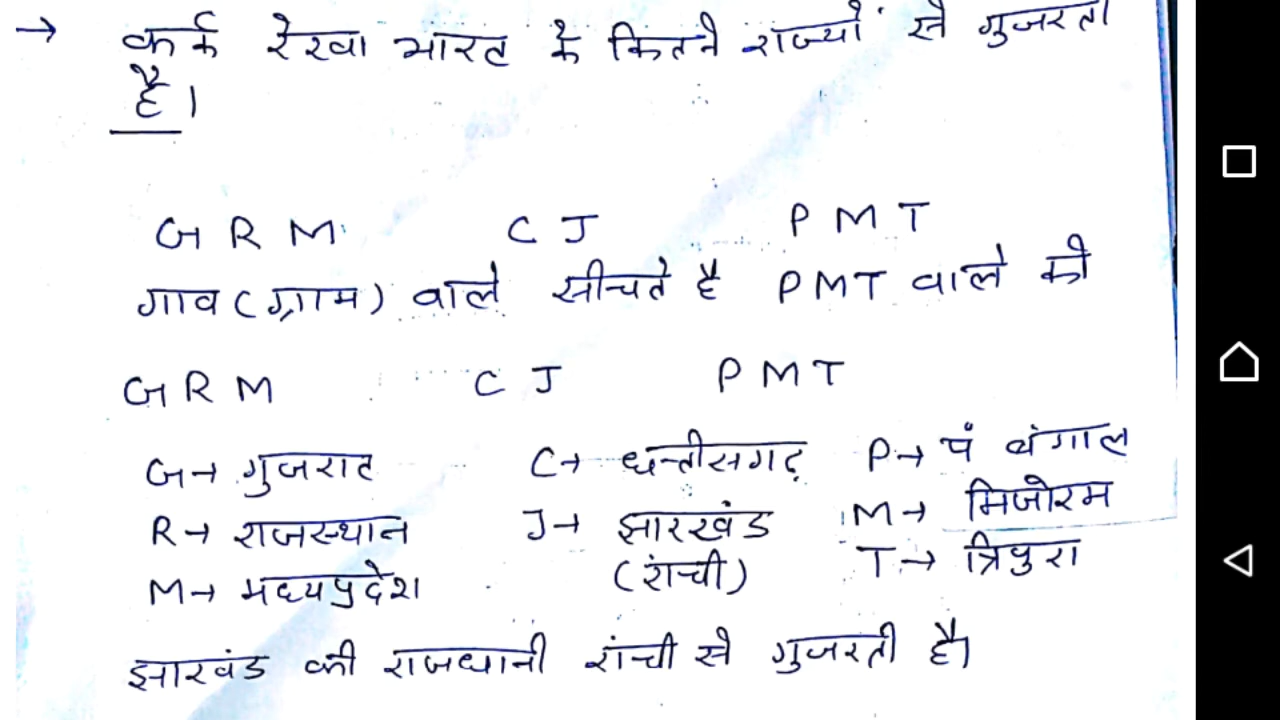 → कर्क रेखा भारत के कितने राज्यों से गुजरती
है।
G R M C J P M T
गाव (ग्राम) वाले सीचते है PMT वाले को
G R M C J P M T
G→ गुजरात C→ छत्तीसगढ़ P→ पं बंगाल
R→ राजस्थान J→ झारखंड M→ मिजोरम
M→ मध्यप्रदेश (रांची) T→ त्रिपुरा
झारखंड की राजधानी रांची से गुजरती है।